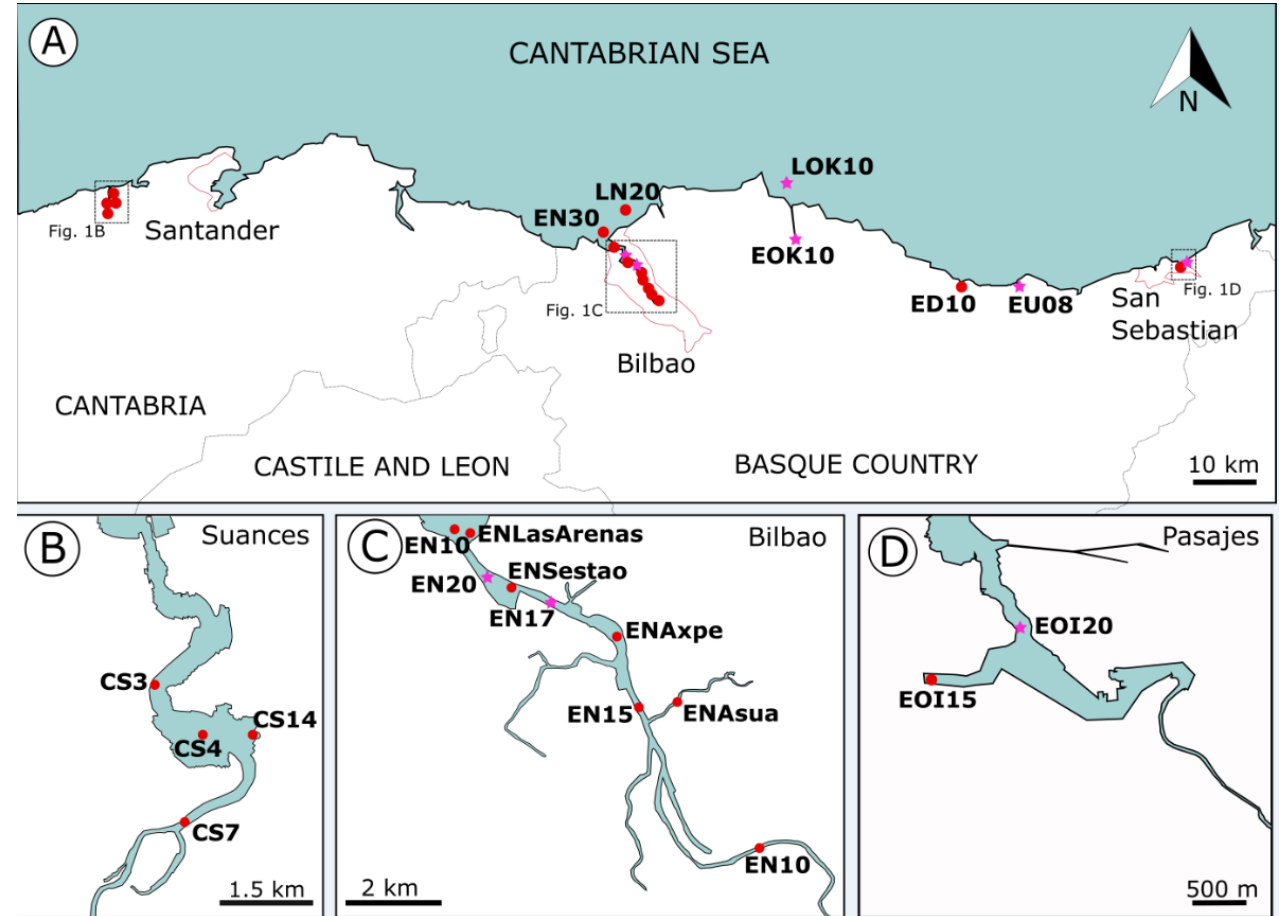 A
CANTABRIAN SEA
N
LOK10
LN20
EN30
Fig. 1B
Santander
EOK10
Fig. 1C
ED10
EU08
San
Sebastian
Fig. 1D
Bilbao
CANTABRIA
CASTILE AND LEON
BASQUE COUNTRY
10 km
B
Suances
CS3
CS14
CS4
CS7
1.5 km
C
Bilbao
EN10
ENLasArenas
EN20
ENSestao
EN17
ENAxpe
EN15
ENAsua
EN10
2 km
D
Pasajes
EOI20
EOI15
500 m